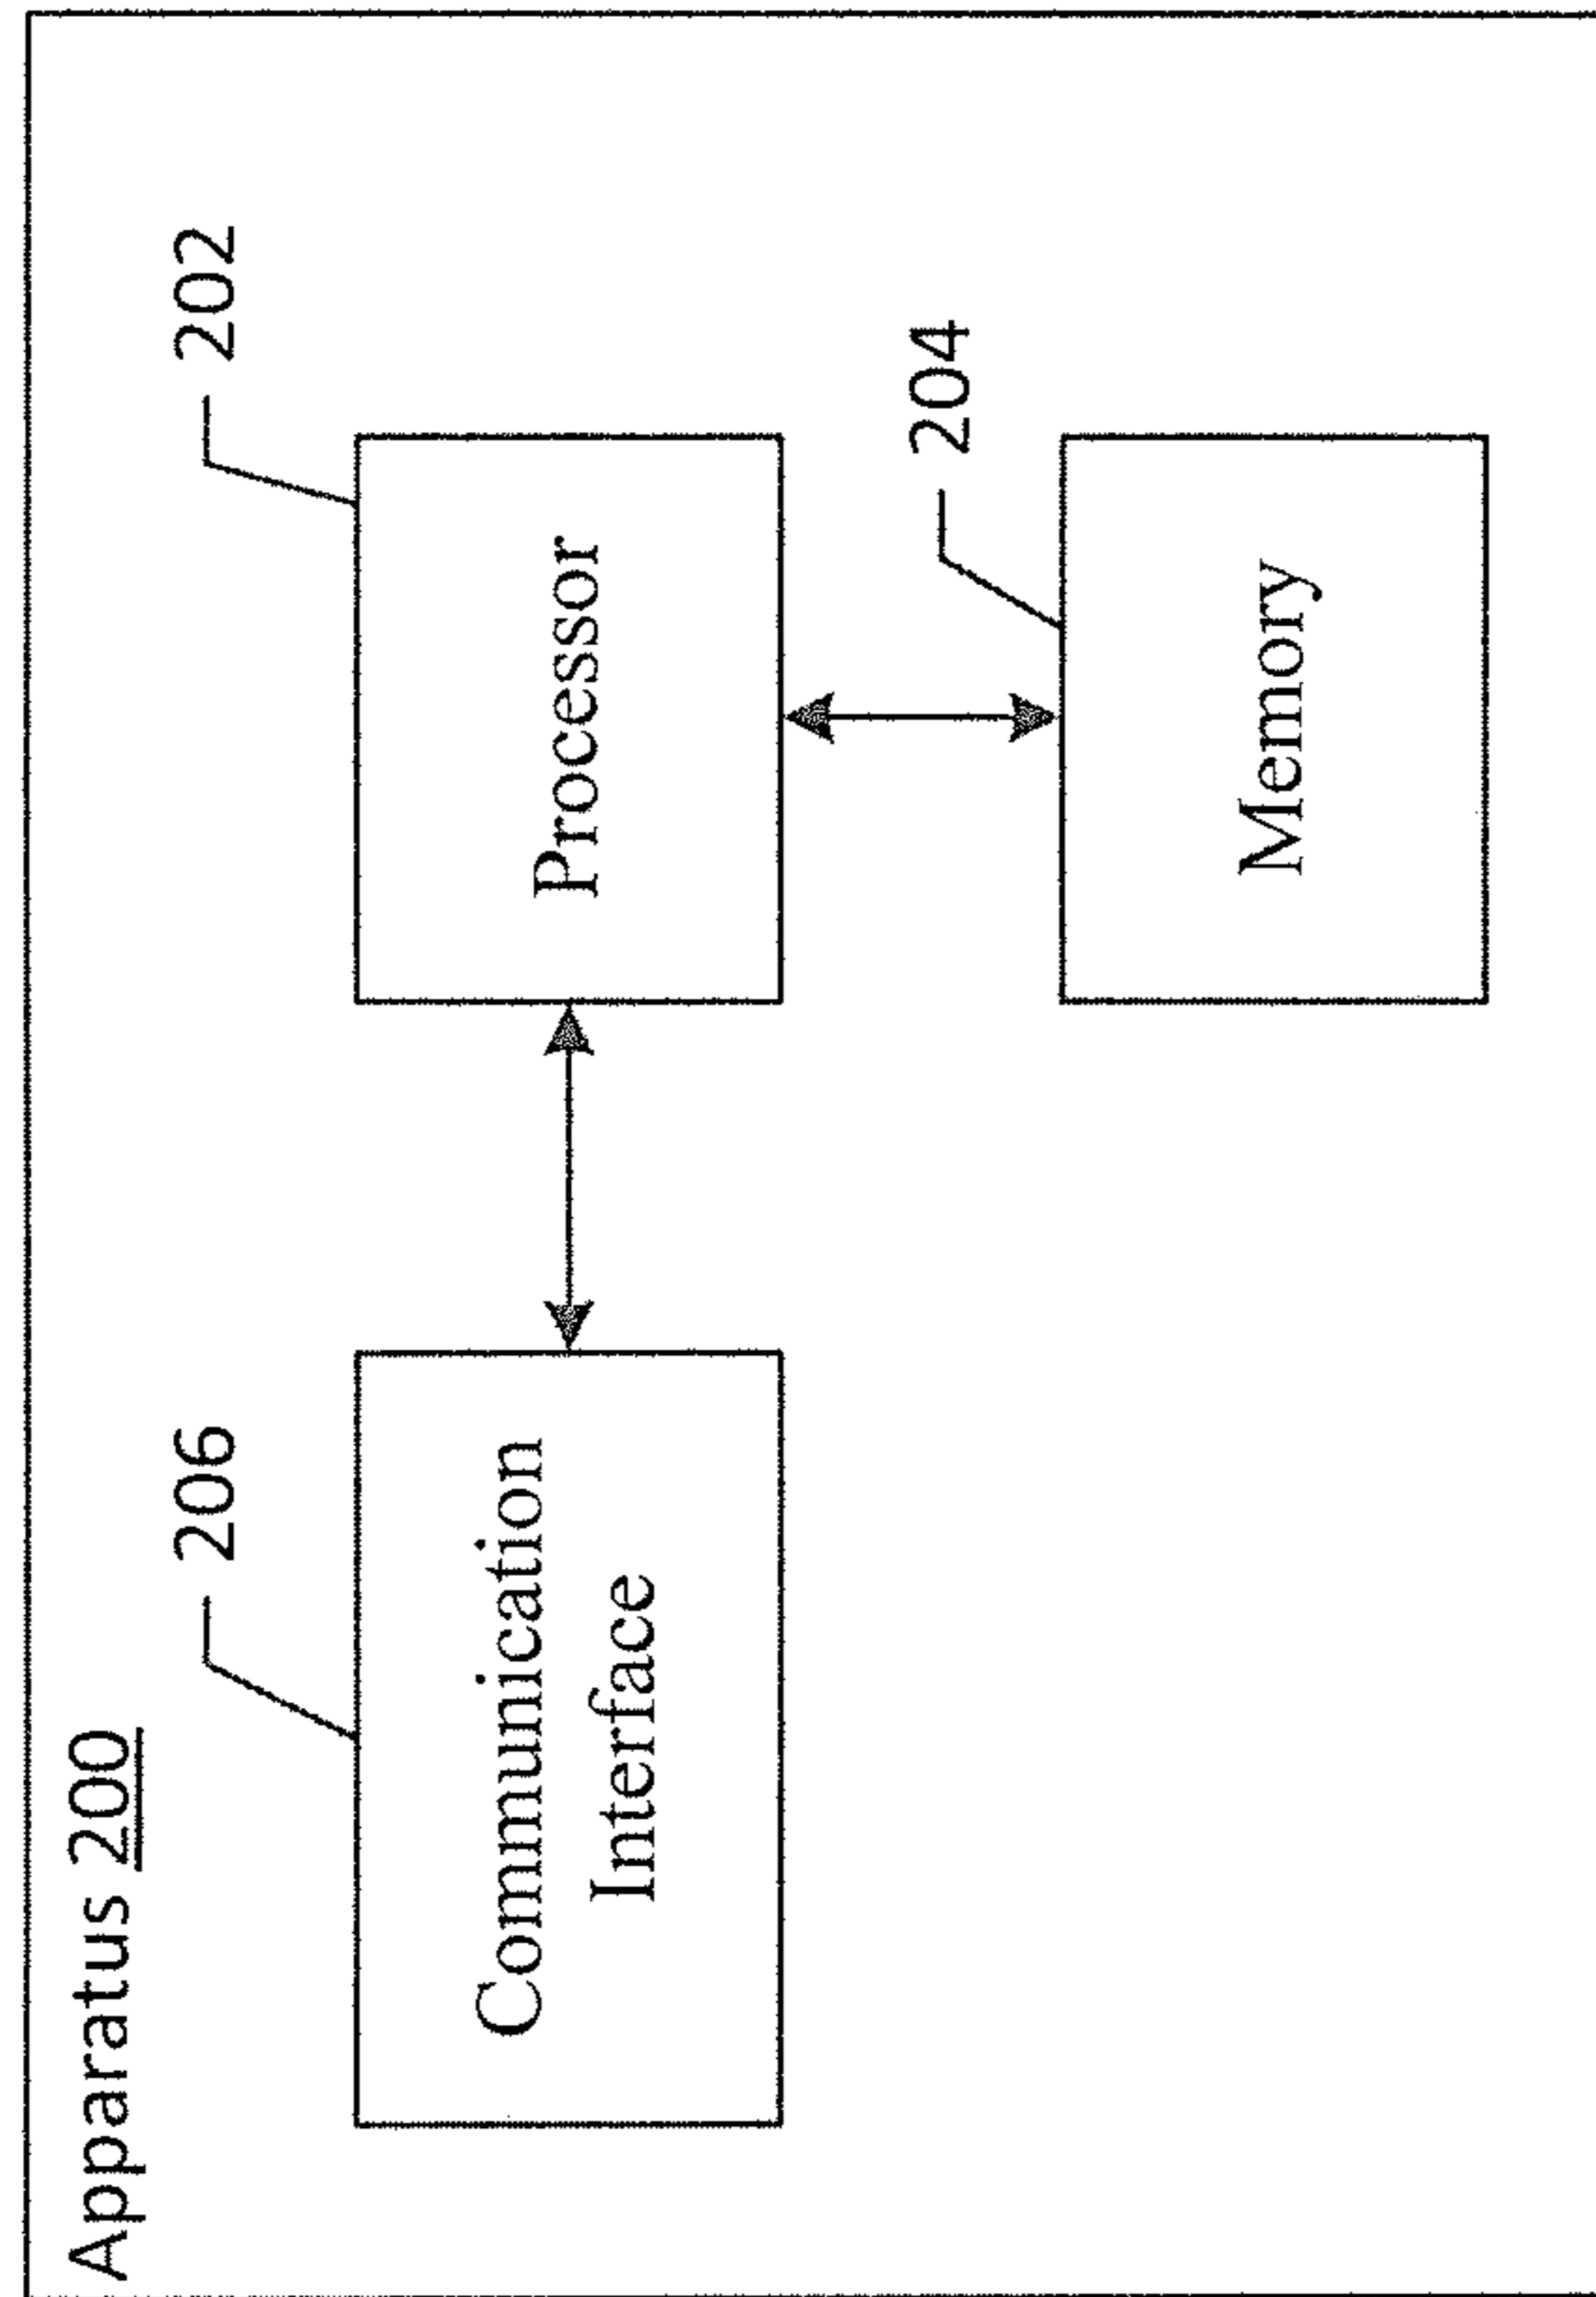 Apparatus 200
206
202
Communication
Interface
Processor
204
Memory